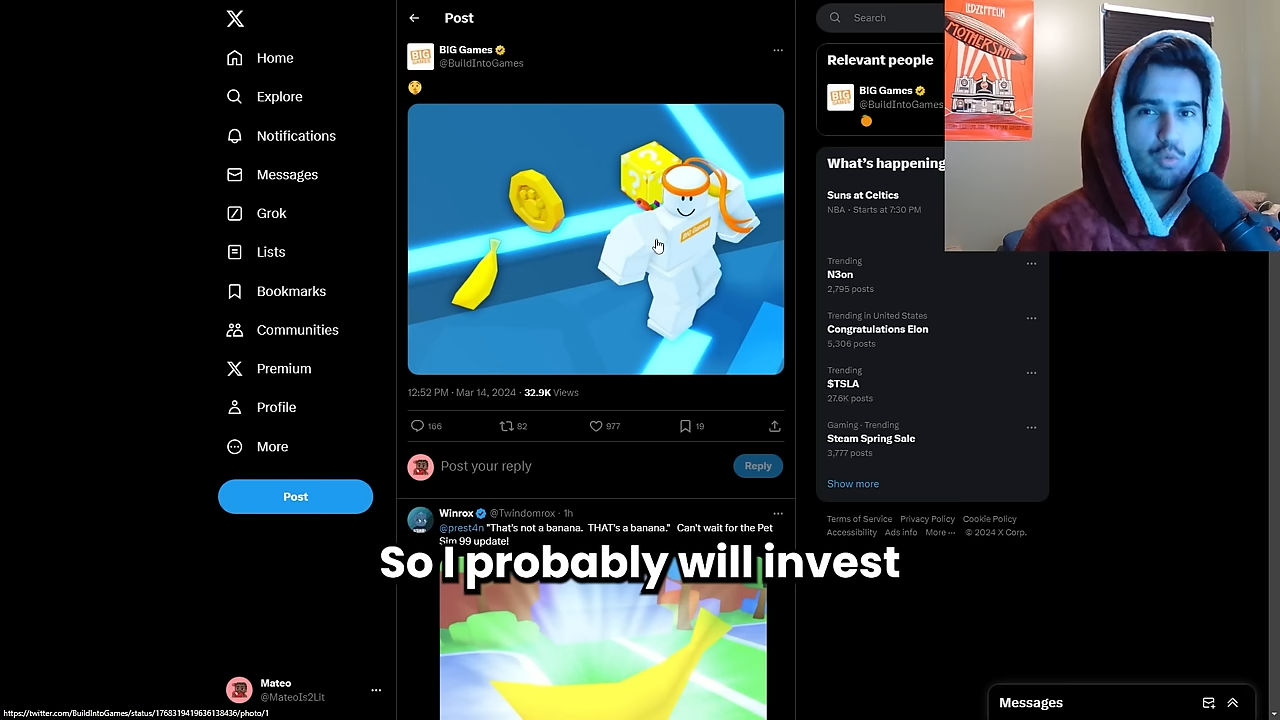 Home
Explore
Notifications
Messages
Grok
Lists
Bookmarks
Communities
Premium
Profile
More
Post
Mateo
@MateoIs2Lit
https://twitter.com/BuildIntoGames/status/1768319419636138436/photo/1
Post
BIG Games
@BuildIntoGames
BIG GAMES
12:52 PM · Mar 14, 2024 · 32.9K Views
166 82 977 19
Post your reply
Reply
Winrox @Twindomrox · 1h
@prest4n "That's not a banana. THAT's a banana." Can't wait for the Pet
Sim 99 update!
So I probably will invest
Search
Relevant people
BIG Games
@BuildIntoGames
What's happening
Suns at Celtics
NBA · Starts at 7:30 PM
Trending
N3on
2,795 posts
Trending in United States
Congratulations Elon
5,306 posts
Trending
$TSLA
27.6K posts
Gaming · Trending
Steam Spring Sale
3,777 posts
Show more
Terms of Service Privacy Policy Cookie Policy
Accessibility Ads info More ··· © 2024 X Corp.
Messages
LED ZEPPELIN
MOTHERSHIP